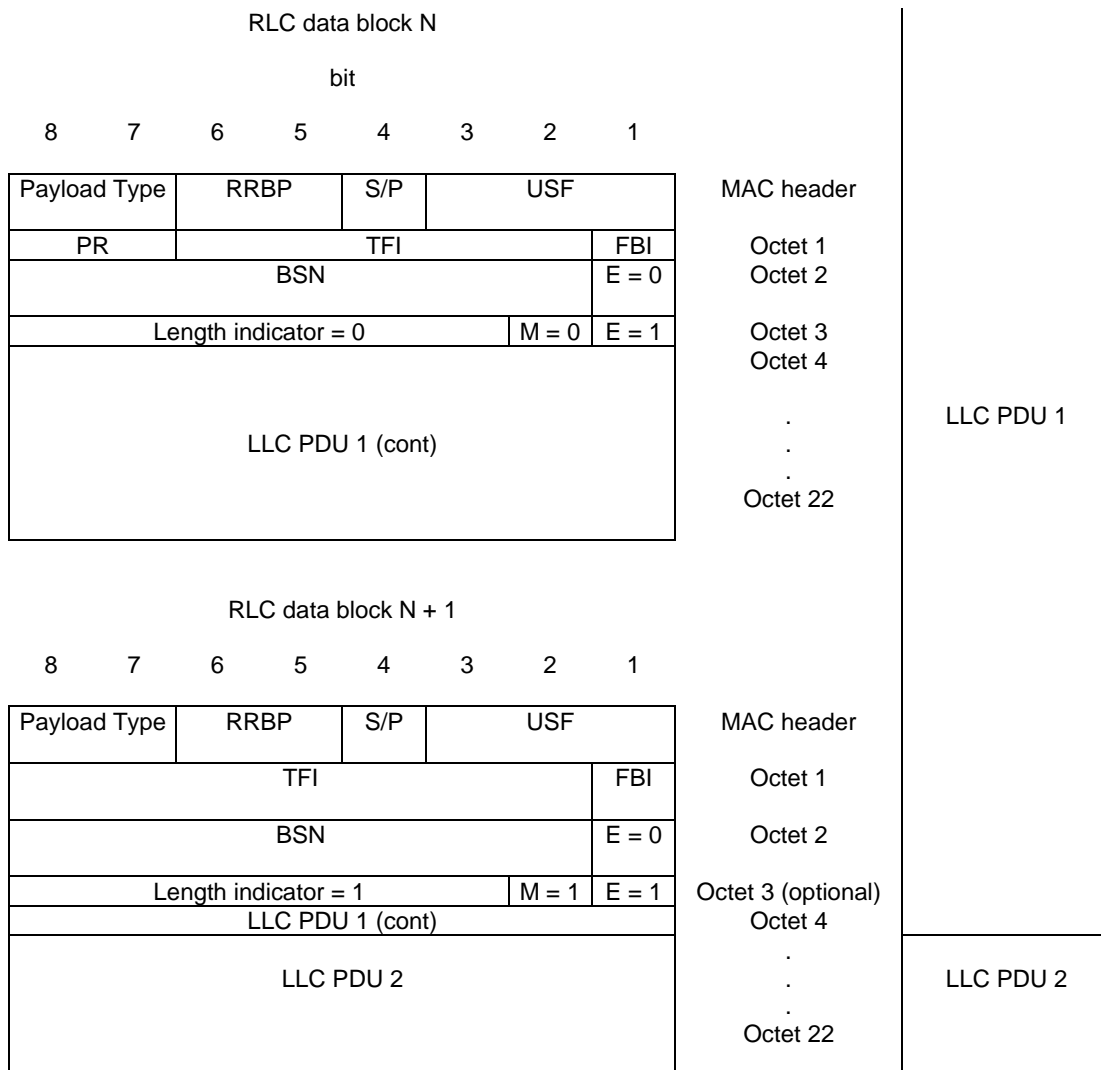 RLC data block N
bit
8 7 6 5 4 3 2 1
Payload Type RRBP S/P USF MAC header
PR TFI FBI Octet 1
BSN E = 0 Octet 2
Length indicator = 0 M = 0 E = 1 Octet 3
Octet 4
.
LLC PDU 1
LLC PDU 1 (cont) .
.
Octet 22
RLC data block N + 1
8 7 6 5 4 3 2 1
Payload Type RRBP S/P USF MAC header
TFI FBI Octet 1
BSN E = 0 Octet 2
Length indicator = 1 M = 1 E = 1 Octet 3 (optional)
LLC PDU 1 (cont) Octet 4
.
LLC PDU 2 . LLC PDU 2
.
Octet 22